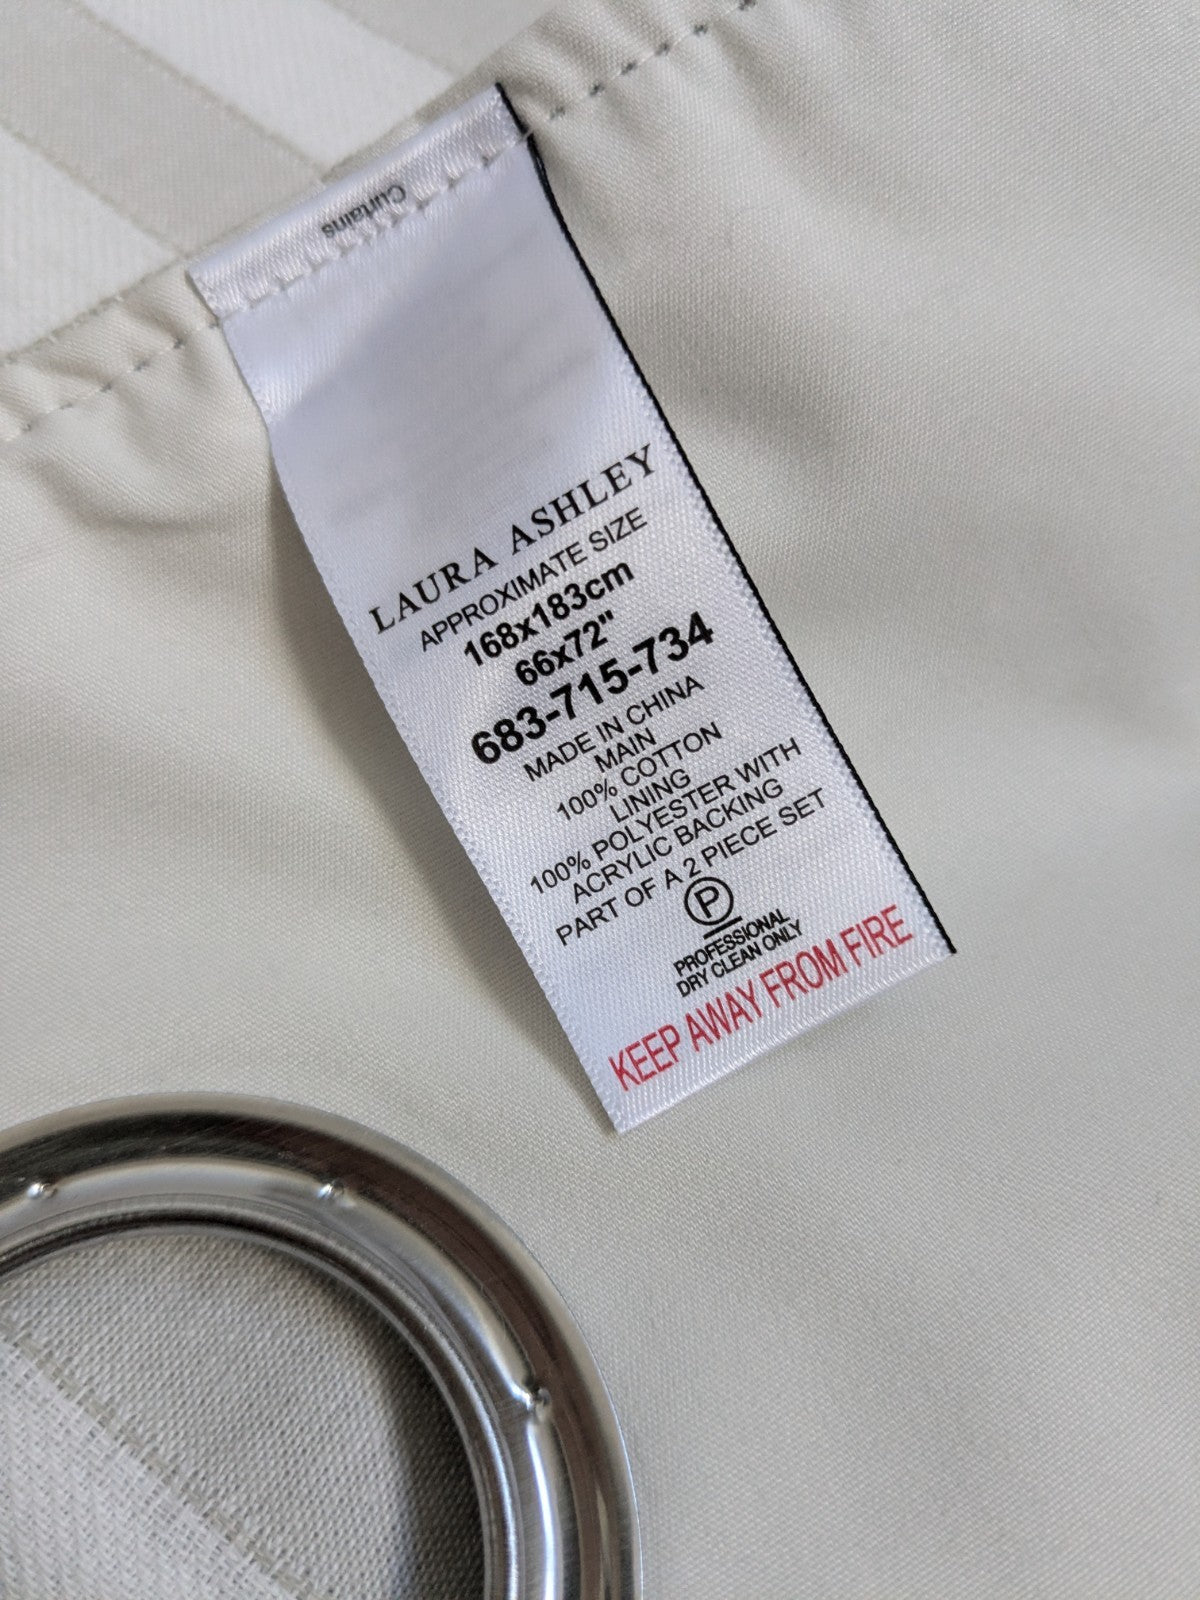 Curtains
LAURA ASHLEY
APPROXIMATE SIZE
168x183cm
66x72"
683-715-734
MADE IN CHINA
MAIN
100% COTTON
LINING
100% POLYESTER WITH
ACRYLIC BACKING
PART OF A 2 PIECE SET
P
PROFESSIONAL
DRY CLEAN ONLY
KEEP AWAY FROM FIRE